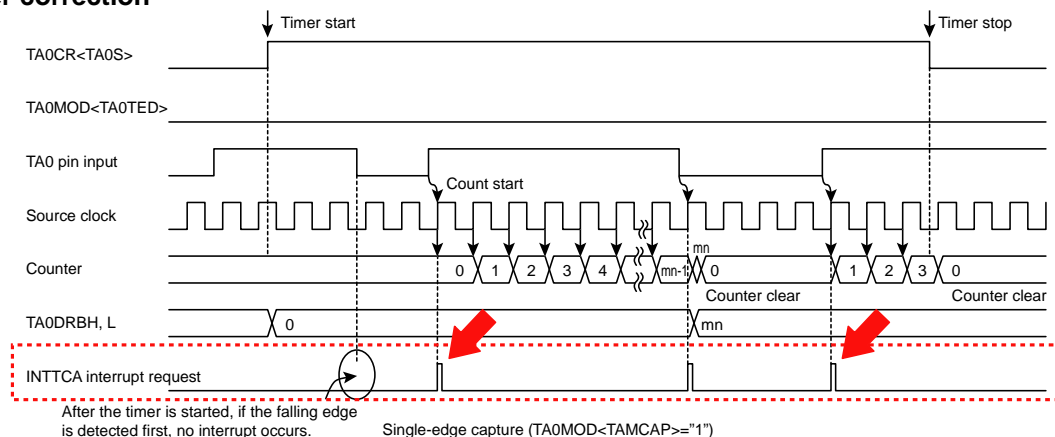 er correction
Timer start
Timer stop
TA0CR<TA0S>
TA0MOD<TA0TED>
TA0 pin input
Count start
Source clock
mn
Counter
0 1 2 3 4 mn-1 0 1 2 3 0
Counter clear Counter clear
TA0DRBH, L
0 mn
INTTCA interrupt request
After the timer is started, if the falling edge
is detected first, no interrupt occurs.
Single-edge capture (TA0MOD<TAMCAP>="1")